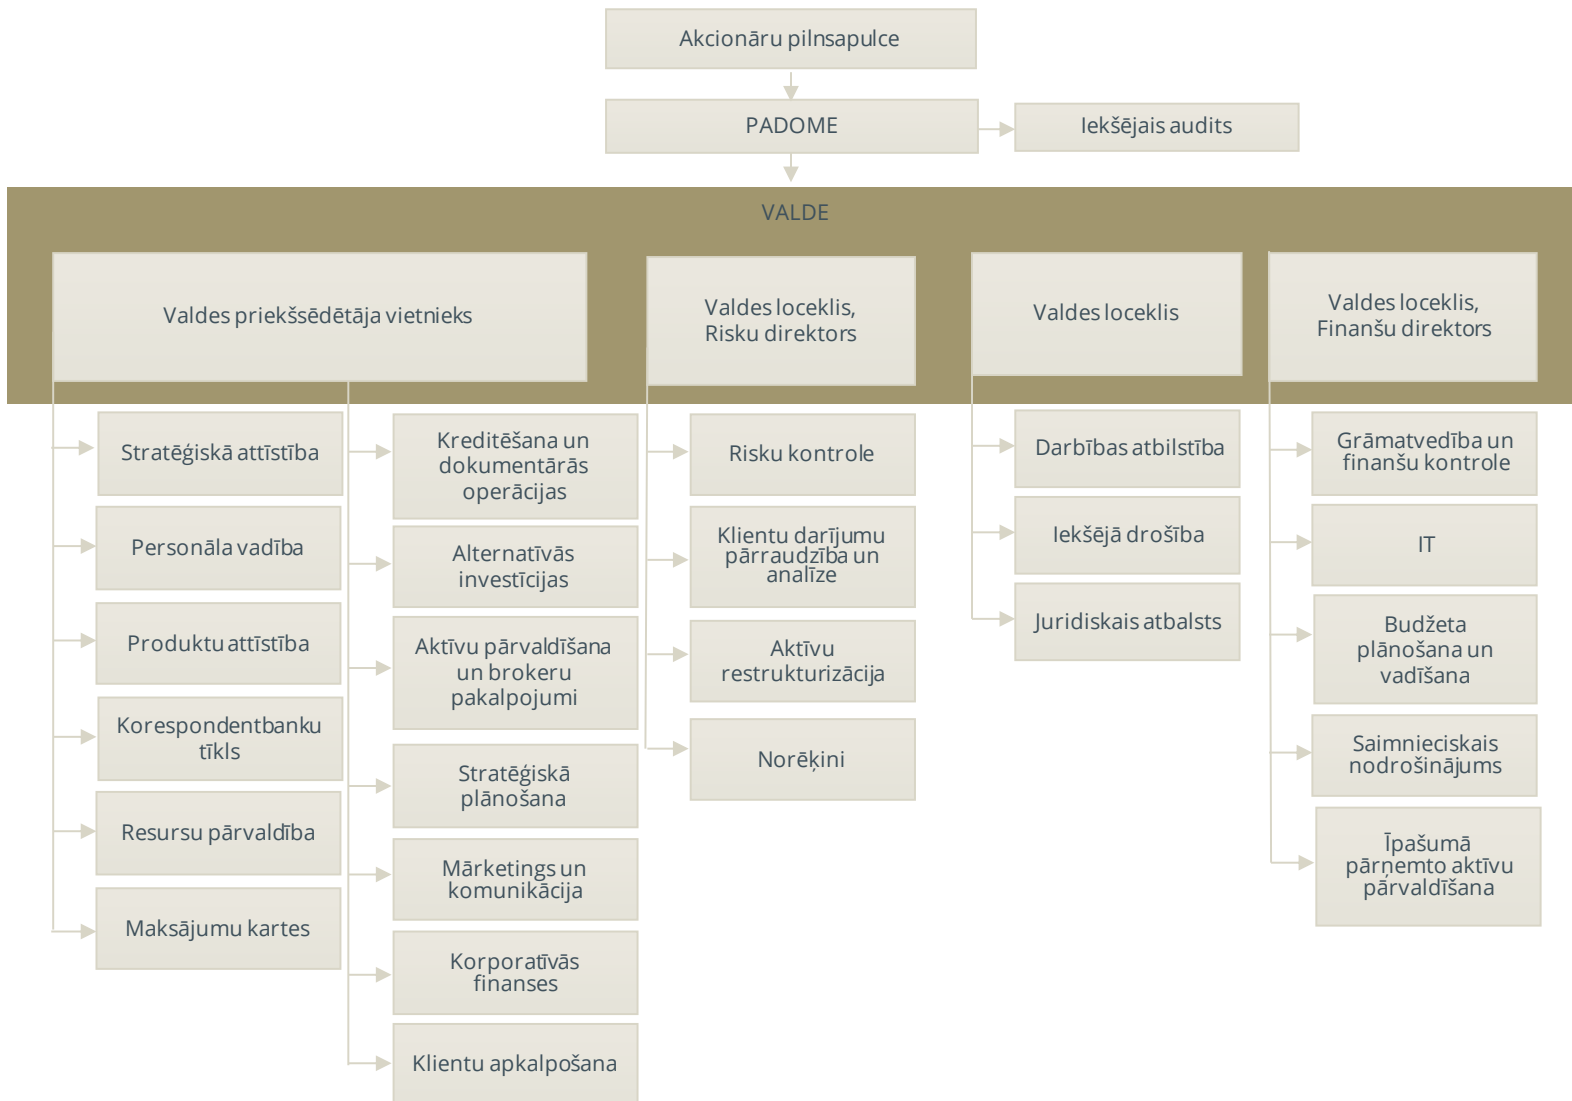 Akcionāru pilnsapulce
PADOME
Iekšējais audits
VALDE
Valdes priekšsēdētāja vietnieks
Valdes loceklis,
Risku direktors
Valdes loceklis
Valdes loceklis,
Finanšu direktors
Stratēģiskā attīstība
Personāla vadība
Produktu attīstība
Korespondentbanku
tīkls
Resursu pārvaldība
Maksājumu kartes
Kreditēšana un
dokumentārās
operācijas
Alternatīvās
investīcijas
Aktīvu pārvaldīšana
un brokeru
pakalpojumi
Stratēģiskā
plānošana
Mārketings un
komunikācija
Korporatīvās
finanses
Klientu apkalpošana
Risku kontrole
Klientu darījumu
pārraudzība un
analīze
Aktīvu
restrukturizācija
Norēķini
Darbības atbilstība
Iekšējā drošība
Juridiskais atbalsts
Grāmatvedība un
finanšu kontrole
IT
Budžeta
plānošana un
vadīšana
Saimnieciskais
nodrošinājums
Īpašumā
pārņemto aktīvu
pārvaldīšana